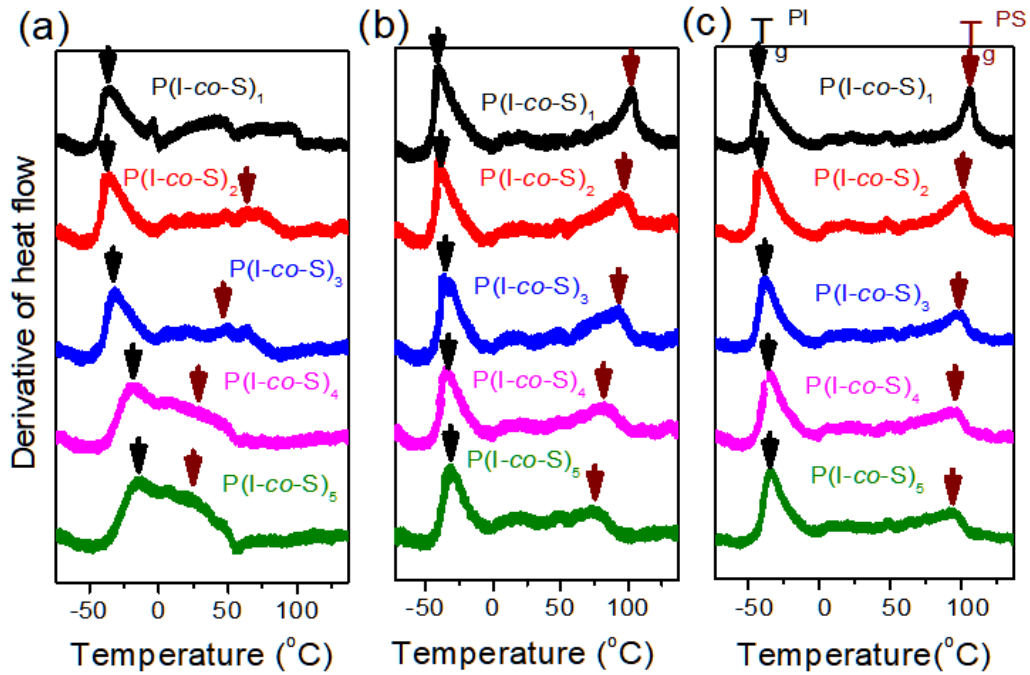 (a)
(b)
(c)
T g PI
T g PS
Derivative of heat flow
P(I-co-S)1
P(I-co-S)2
P(I-co-S)3
P(I-co-S)4
P(I-co-S)5
-50 0 50 100
Temperature (°C)
P(I-co-S)1
P(I-co-S)2
P(I-co-S)3
P(I-co-S)4
P(I-co-S)5
-50 0 50 100
Temperature (°C)
P(I-co-S)1
P(I-co-S)2
P(I-co-S)3
P(I-co-S)4
P(I-co-S)5
-50 0 50 100
Temperature(°C)